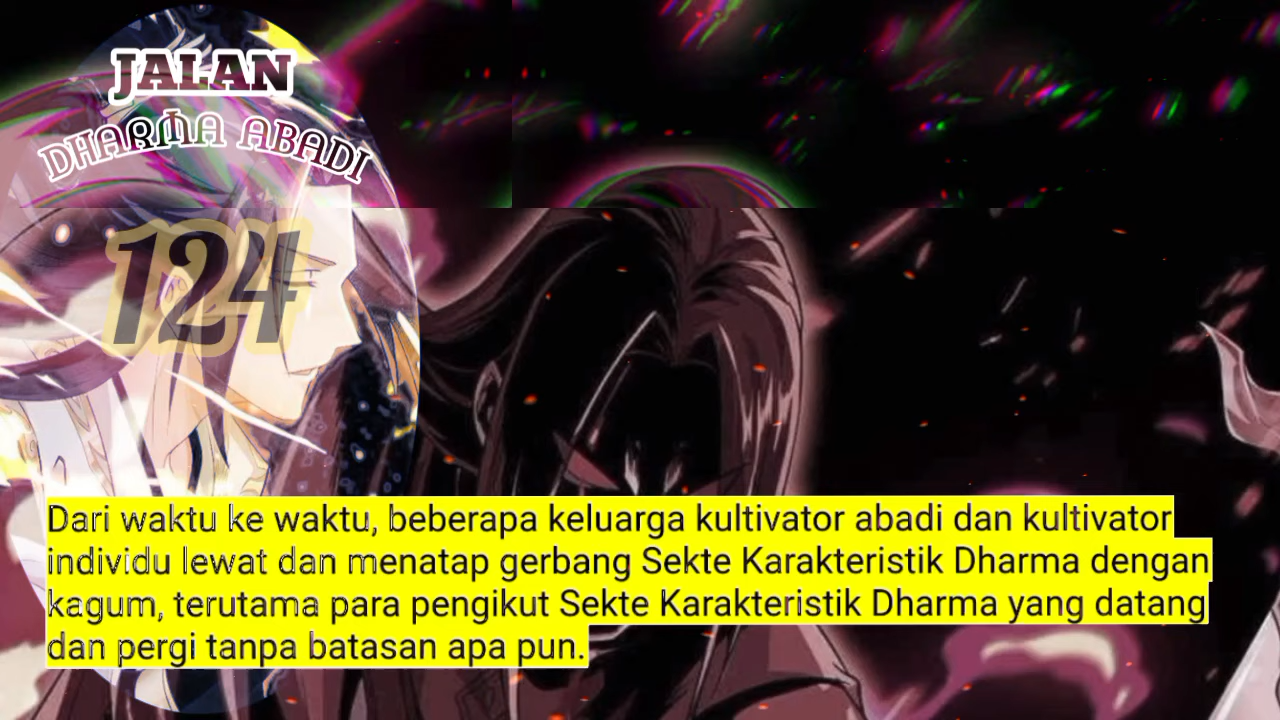 JALAN
DHARMA ABADI
124
Dari waktu ke waktu, beberapa keluarga kultivator abadi dan kultivator
individu lewat dan menatap gerbang Sekte Karakteristik Dharma dengan
kagum, terutama para pengikut Sekte Karakteristik Dharma yang datang
dan pergi tanpa batasan apa pun.